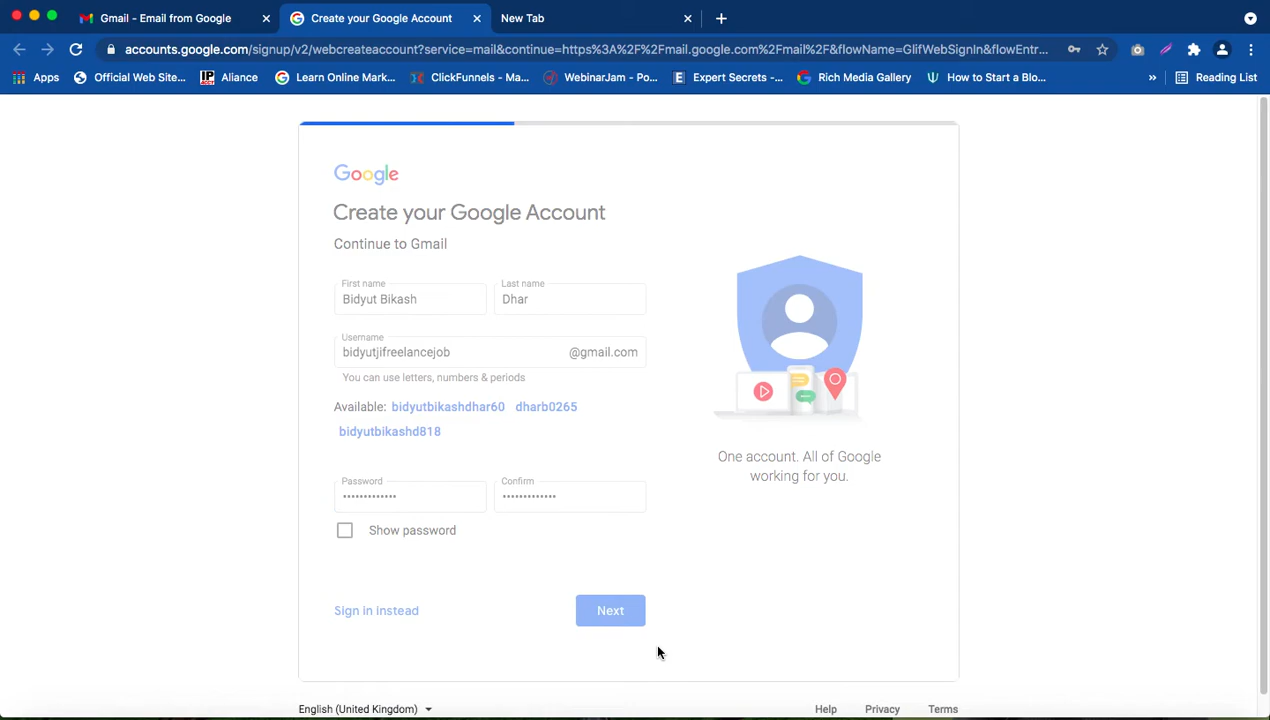 Gmail - Email from Google
Create your Google Account
New Tab
accounts.google.com/signup/v2/webcreateaccount?service=mail&continue=https%3A%2F%2Fmail.google.com%2Fmail%2F&flowName=GlifWebSignIn&flowEntr...
Apps
Official Web Site...
Aliance
Learn Online Mark...
ClickFunnels - Ma...
WebinarJam - Po...
Expert Secrets -...
Rich Media Gallery
How to Start a Blo...
»
Reading List
Google
Create your Google Account
Continue to Gmail
First name
Bidyut Bikash
Last name
Dhar
Username
bidyutjifreelancejob @gmail.com
You can use letters, numbers & periods
Available: bidyutbikashdhar60 dharb0265
bidyutbikashd818
Password
•••••••••••••
Confirm
•••••••••••••
Show password
Sign in instead
Next
One account. All of Google
working for you.
English (United Kingdom)
Help
Privacy
Terms